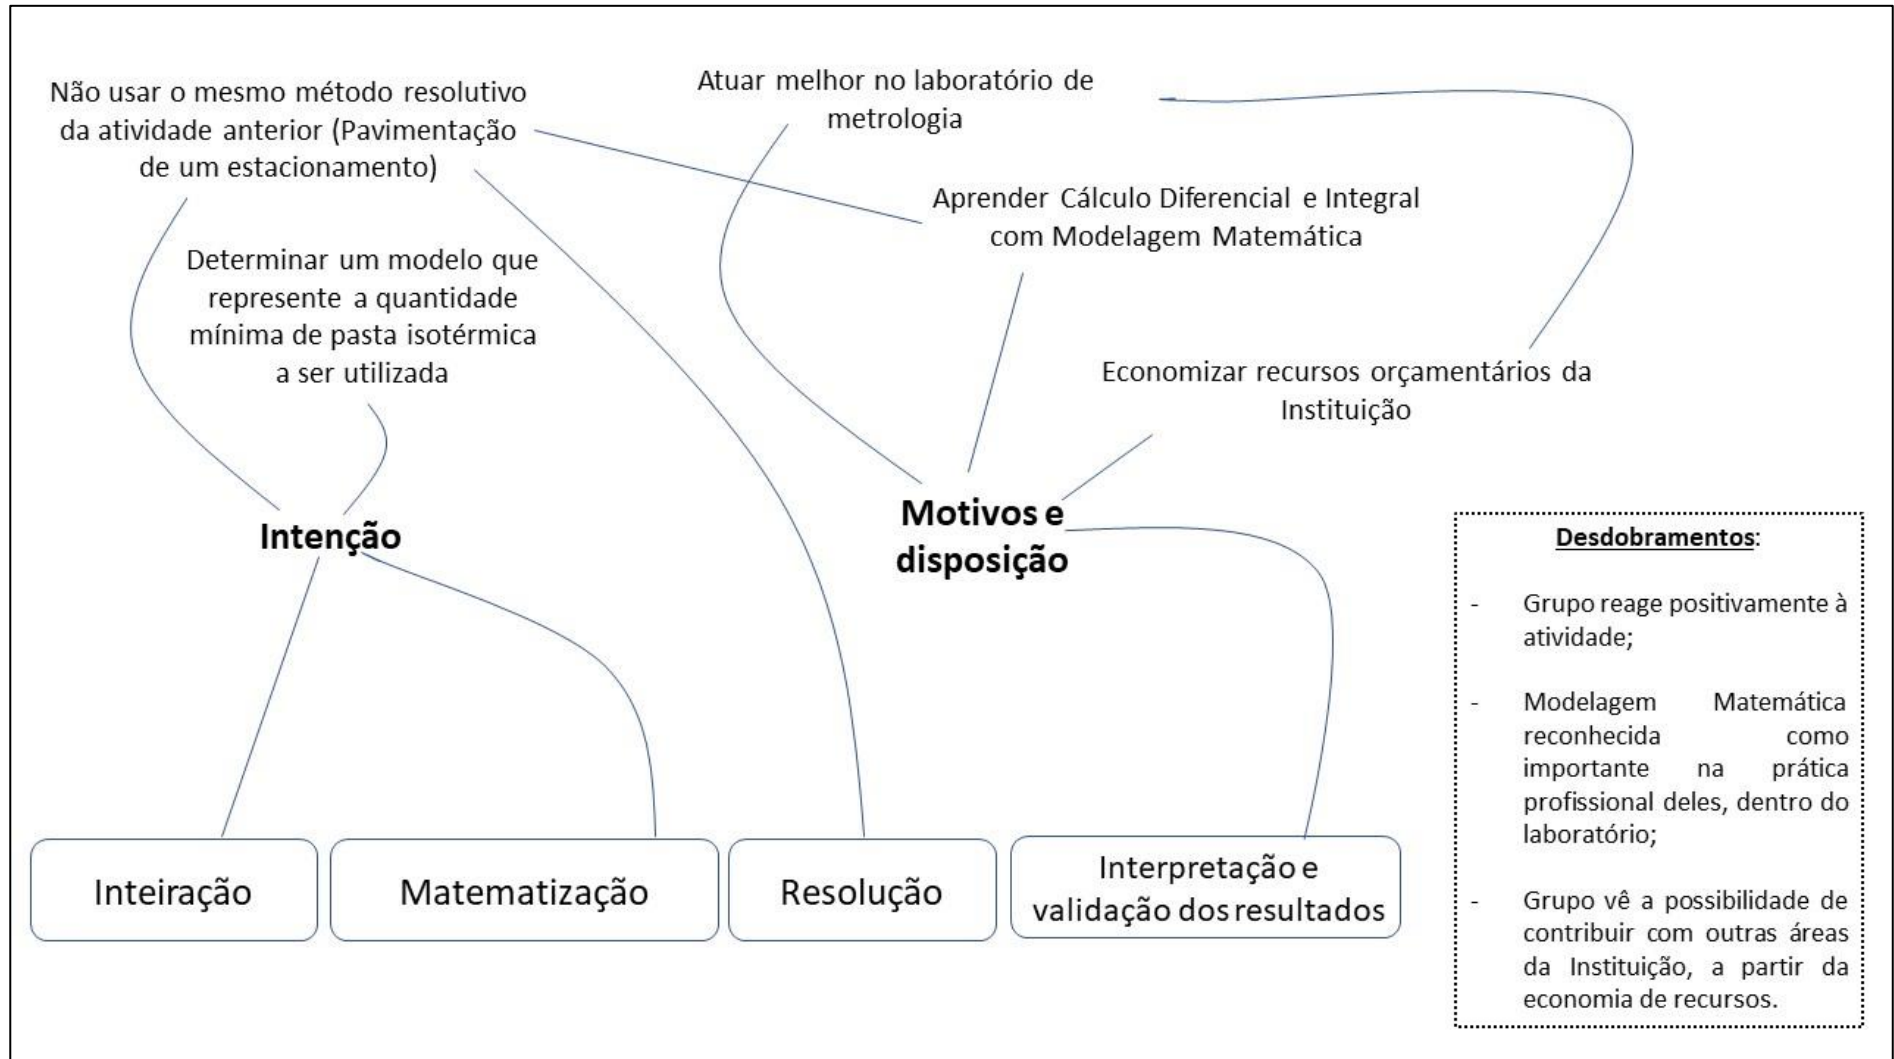 Não usar o mesmo método resolutivo
da atividade anterior (Pavimentação
de um estacionamento)
Atuar melhor no laboratório de
metrologia
Aprender Cálculo Diferencial e Integral
com Modelagem Matemática
Determinar um modelo que
represente a quantidade
mínima de pasta isotérmica
a ser utilizada
Economizar recursos orçamentários da
Instituição
Intenção
Motivos e
disposição
Inteiração
Matematização
Resolução
Interpretação e
validação dos resultados
Desdobramentos:
- Grupo reage positivamente à
atividade;
- Modelagem Matemática
reconhecida como
importante na prática
profissional deles, dentro do
laboratório;
- Grupo vê a possibilidade de
contribuir com outras áreas
da Instituição, a partir da
economia de recursos.